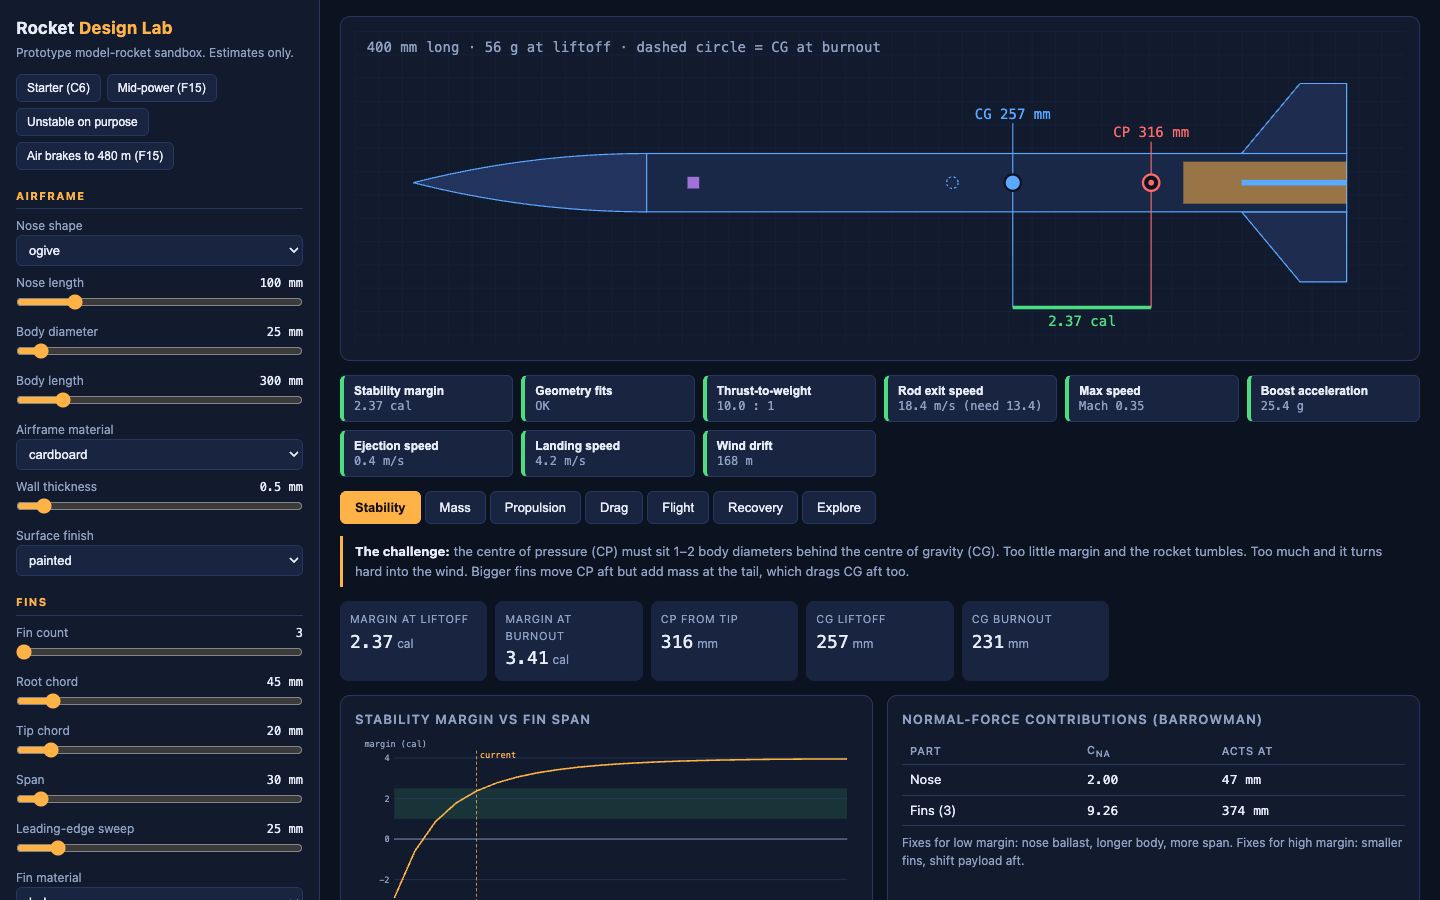 Rocket Design Lab
Prototype model-rocket sandbox. Estimates only.
Starter (C6)
Mid-power (F15)
Unstable on purpose
Air brakes to 480 m (F15)
AIRFRAME
Nose shape
ogive
Nose length 100 mm
Body diameter 25 mm
Body length 300 mm
Airframe material
cardboard
Wall thickness 0.5 mm
Surface finish
painted
FINS
Fin count 3
Root chord 45 mm
Tip chord 20 mm
Span 30 mm
Leading-edge sweep 25 mm
Fin material
400 mm long · 56 g at liftoff · dashed circle = CG at burnout
CG 257 mm
CP 316 mm
2.37 cal
Stability margin
2.37 cal
Geometry fits
OK
Thrust-to-weight
10.0 : 1
Rod exit speed
18.4 m/s (need 13.4)
Max speed
Mach 0.35
Boost acceleration
25.4 g
Ejection speed
0.4 m/s
Landing speed
4.2 m/s
Wind drift
168 m
Stability
Mass
Propulsion
Drag
Flight
Recovery
Explore
The challenge: the centre of pressure (CP) must sit 1–2 body diameters behind the centre of gravity (CG). Too little margin and the rocket tumbles. Too much and it turns
hard into the wind. Bigger fins move CP aft but add mass at the tail, which drags CG aft too.
MARGIN AT LIFTOFF
2.37 cal
MARGIN AT
BURNOUT
3.41 cal
CP FROM TIP
316 mm
CG LIFTOFF
257 mm
CG BURNOUT
231 mm
STABILITY MARGIN VS FIN SPAN
margin (cal)
current
4
2
0
−2
NORMAL-FORCE CONTRIBUTIONS (BARROWMAN)
PART CNA ACTS AT
Nose 2.00 47 mm
Fins (3) 9.26 374 mm
Fixes for low margin: nose ballast, longer body, more span. Fixes for high margin: smaller
fins, shift payload aft.